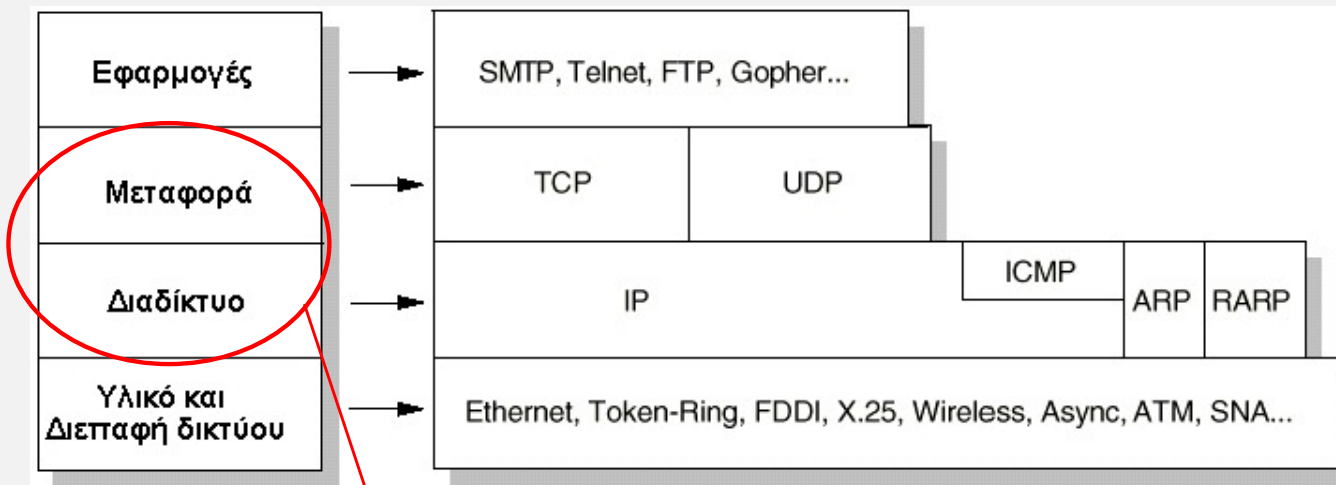 Εφαρμογές
SMTP, Telnet, FTP, Gopher...
Μεταφορά
TCP
UDP
Διαδίκτυο
IP
ICMP
ARP
RARP
Υλικό και
Διεπαφή δικτύου
Ethernet, Token-Ring, FDDI, X.25, Wireless, Async, ATM, SNA...